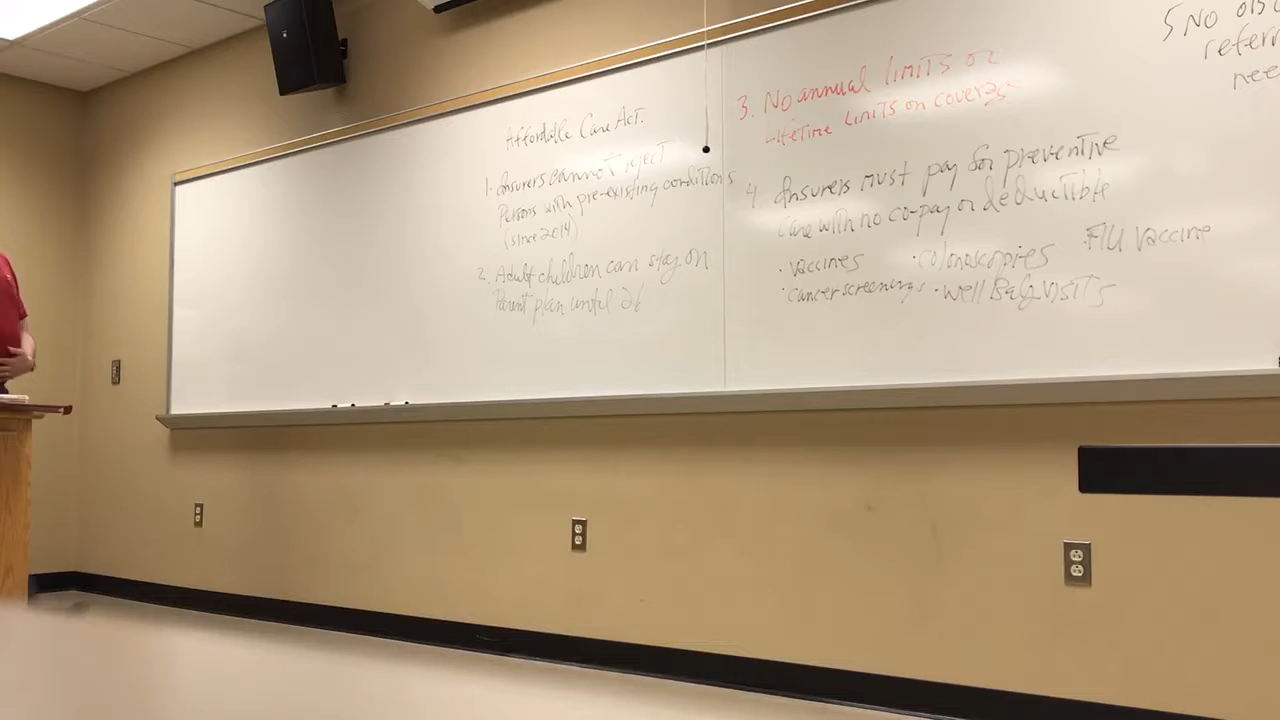 Affordable Care Act.
1. Insurers cannot reject
Persons with pre-existing conditions
(since 2014)
2. Adult children can stay on
Parent plan until 26
3. No annual limits or
Lifetime limits on coverage
4. Insurers must pay for preventive
care with no co-pay or deductible
· vaccines · colonoscopies · Flu vaccine
· cancer screenings · well Baby visits
5 No
refer
nee